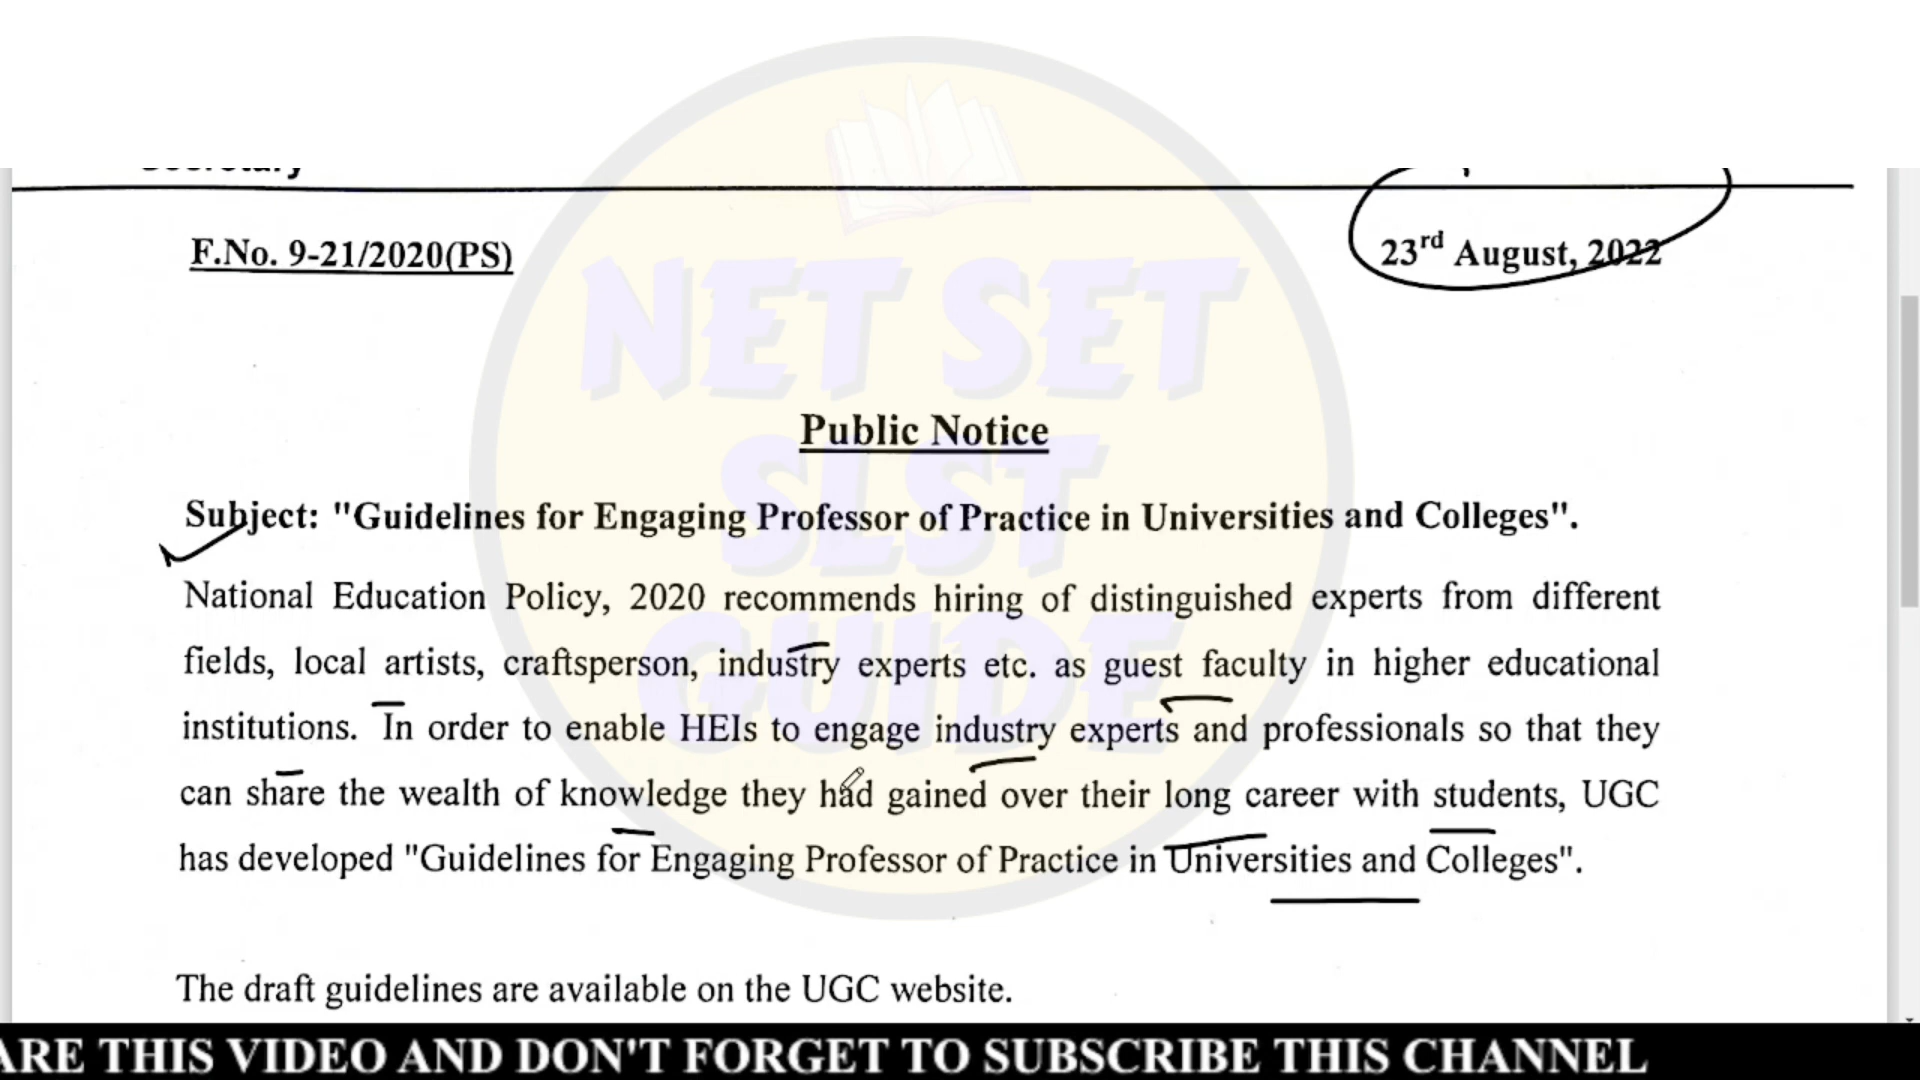 Secretary
F.No. 9-21/2020(PS)
23rd August, 2022
NET SET
SLST
GUIDE
Public Notice
Subject: "Guidelines for Engaging Professor of Practice in Universities and Colleges".
National Education Policy, 2020 recommends hiring of distinguished experts from different
fields, local artists, craftsperson, industry experts etc. as guest faculty in higher educational
institutions. In order to enable HEIs to engage industry experts and professionals so that they
can share the wealth of knowledge they had gained over their long career with students, UGC
has developed "Guidelines for Engaging Professor of Practice in Universities and Colleges".
The draft guidelines are available on the UGC website.
ARE THIS VIDEO AND DON'T FORGET TO SUBSCRIBE THIS CHANNEL